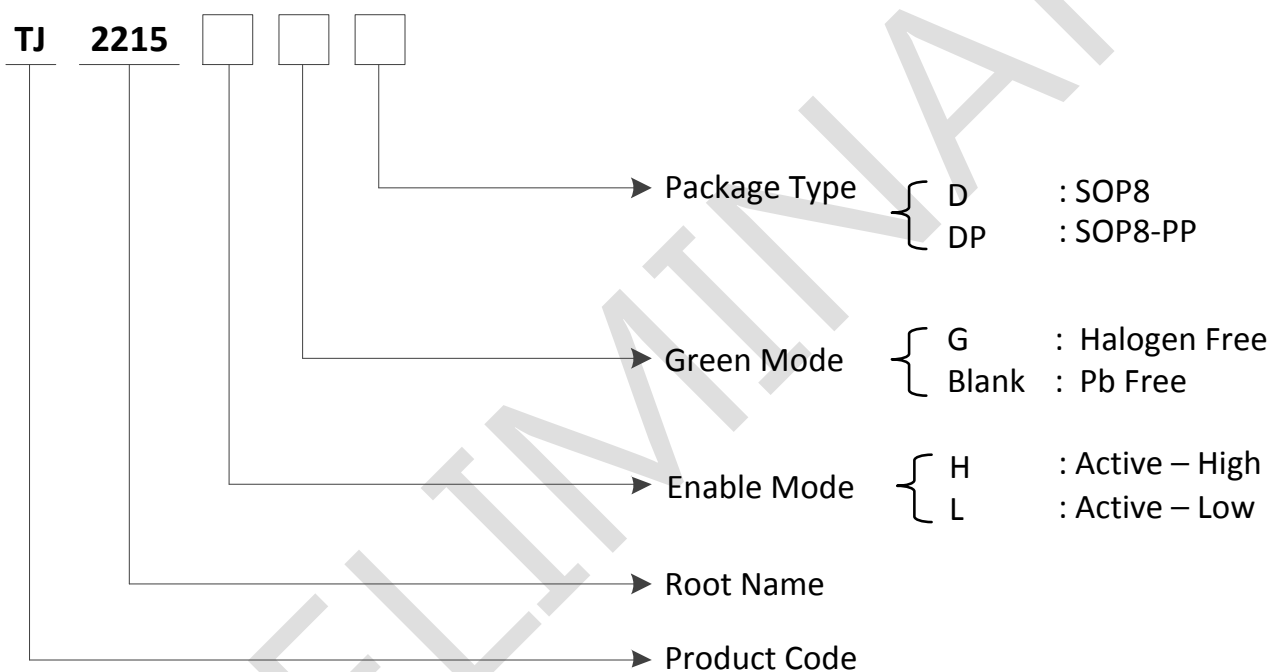 TJ 2215
Package Type D : SOP8
DP : SOP8-PP
Green Mode G : Halogen Free
Blank : Pb Free
Enable Mode H : Active – High
L : Active – Low
Root Name
Product Code
ELIMINA